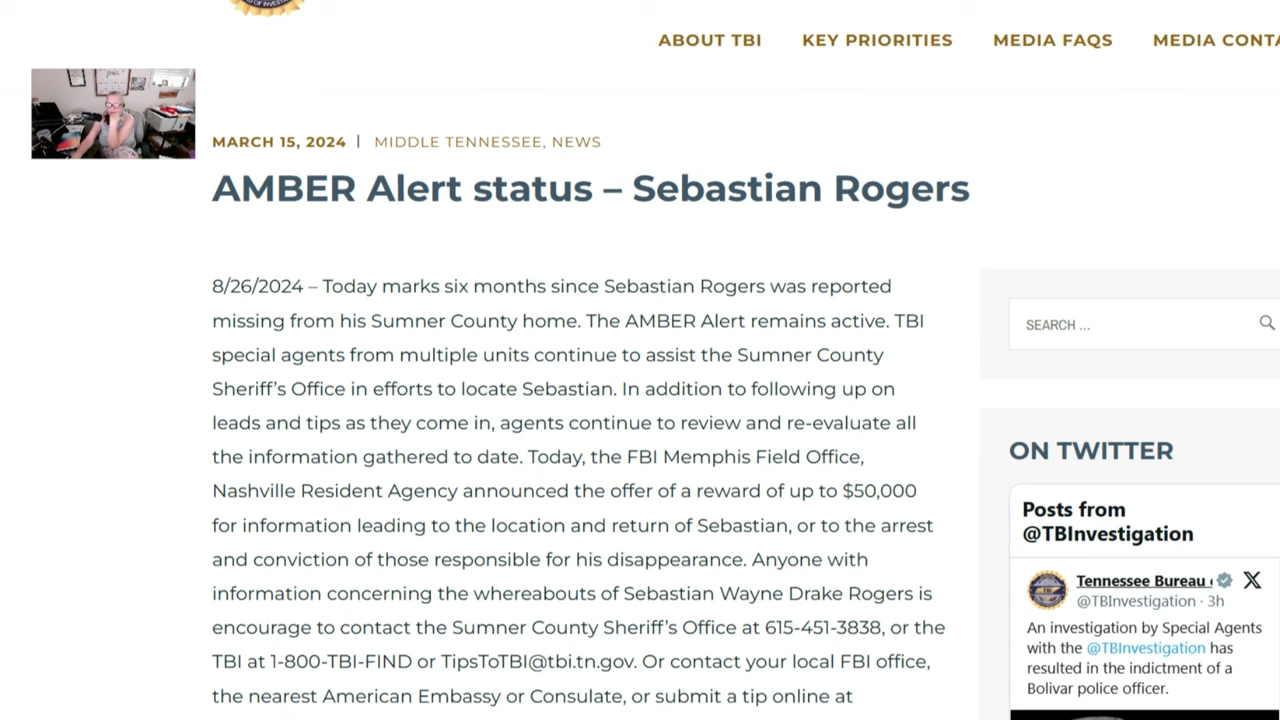 OF INVESTI
ABOUT TBI
KEY PRIORITIES
MEDIA FAQS
MEDIA CONTA
MARCH 15, 2024 | MIDDLE TENNESSEE, NEWS
AMBER Alert status – Sebastian Rogers
8/26/2024 – Today marks six months since Sebastian Rogers was reported
missing from his Sumner County home. The AMBER Alert remains active. TBI
special agents from multiple units continue to assist the Sumner County
Sheriff's Office in efforts to locate Sebastian. In addition to following up on
leads and tips as they come in, agents continue to review and re-evaluate all
the information gathered to date. Today, the FBI Memphis Field Office,
Nashville Resident Agency announced the offer of a reward of up to $50,000
for information leading to the location and return of Sebastian, or to the arrest
and conviction of those responsible for his disappearance. Anyone with
information concerning the whereabouts of Sebastian Wayne Drake Rogers is
encourage to contact the Sumner County Sheriff's Office at 615-451-3838, or the
TBI at 1-800-TBI-FIND or TipsToTBI@tbi.tn.gov. Or contact your local FBI office,
the nearest American Embassy or Consulate, or submit a tip online at
SEARCH ...
ON TWITTER
Posts from
@TBInvestigation
Tennessee Bureau
@TBInvestigation · 3h
An investigation by Special Agents
with the @TBInvestigation has
resulted in the indictment of a
Bolivar police officer.